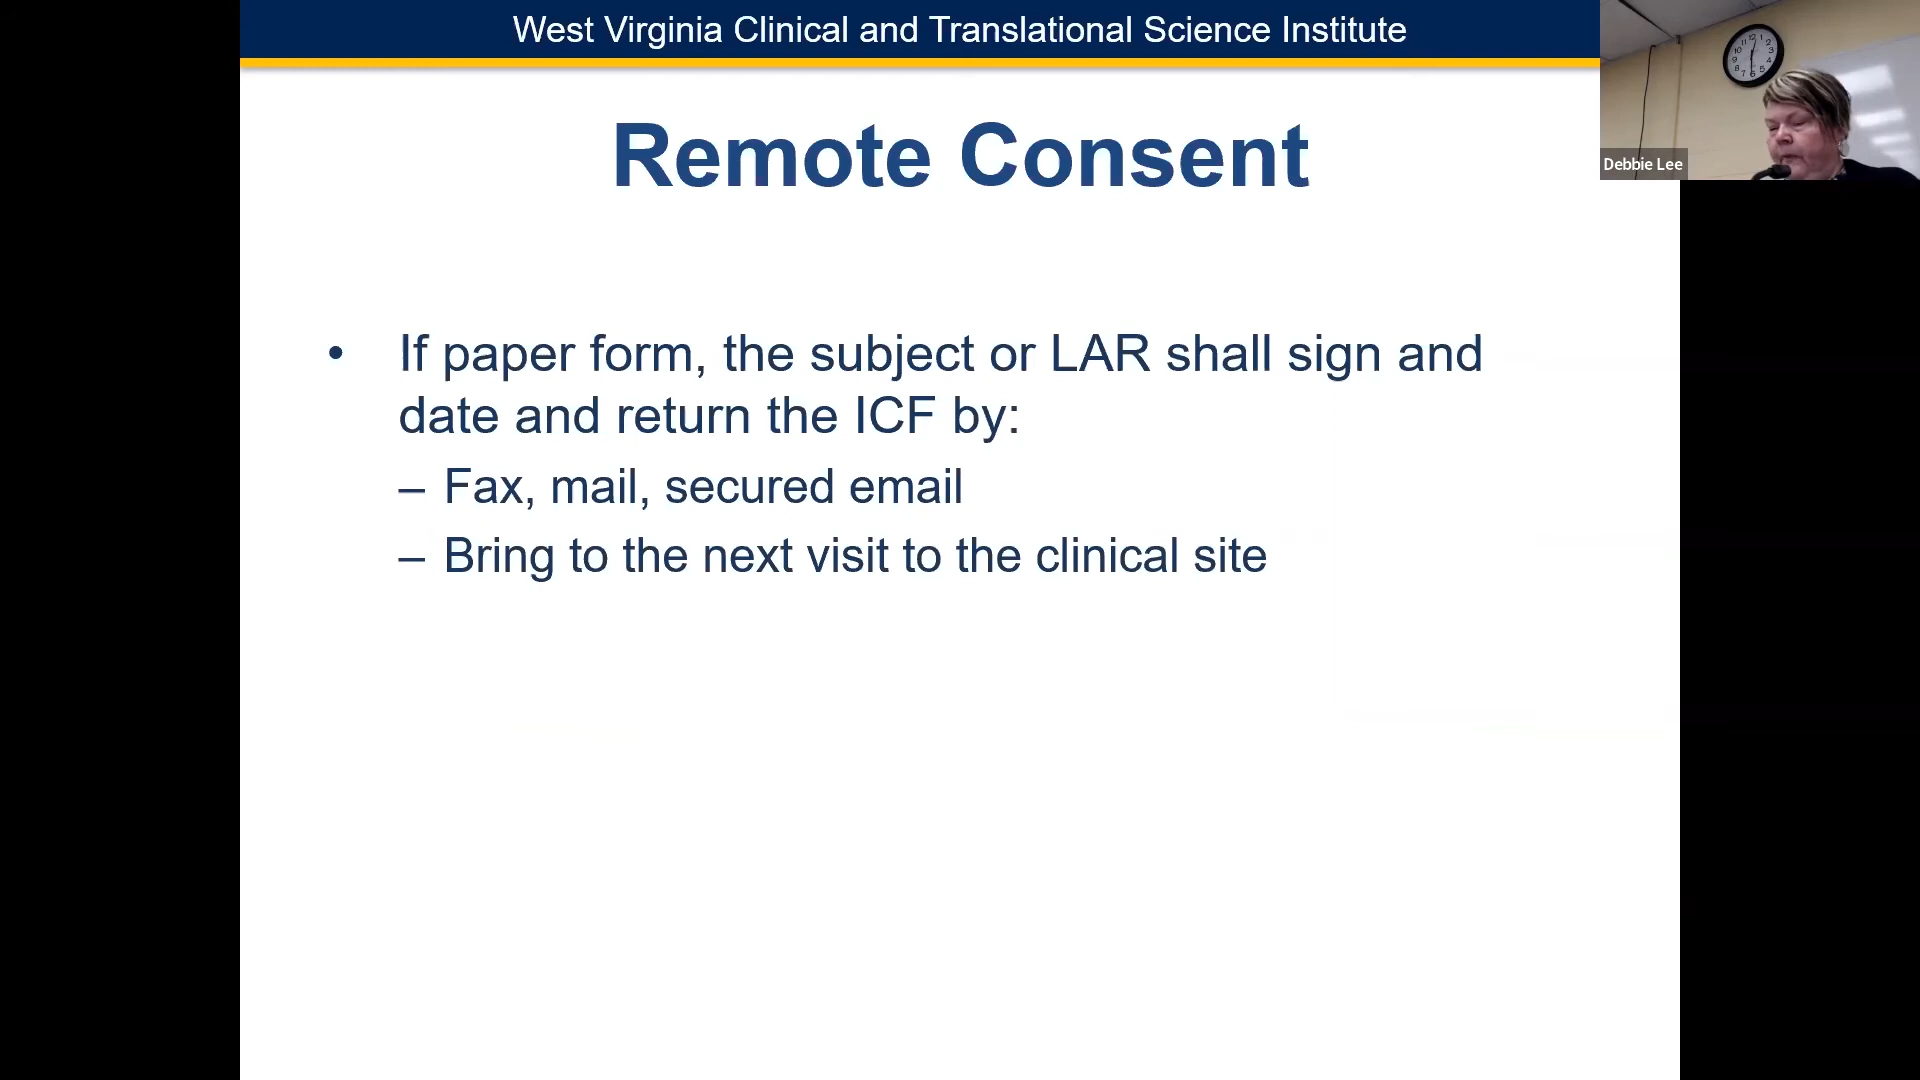 West Virginia Clinical and Translational Science Institute
Remote Consent
• If paper form, the subject or LAR shall sign and
date and return the ICF by:
– Fax, mail, secured email
– Bring to the next visit to the clinical site
Debbie Lee